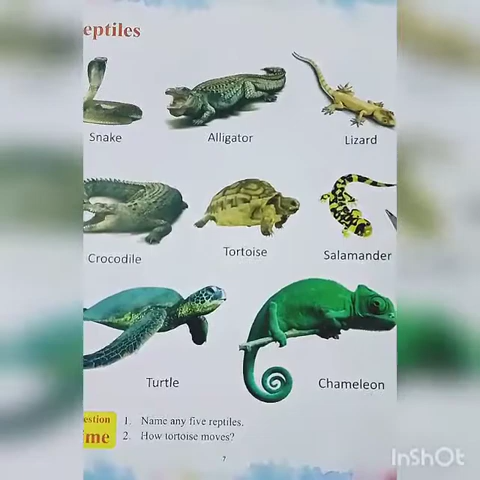 eptiles
Snake
Alligator
Lizard
Crocodile
Tortoise
Salamander
Turtle
Chameleon
estion
me
1. Name any five reptiles.
2. How tortoise moves?
7
InShOt